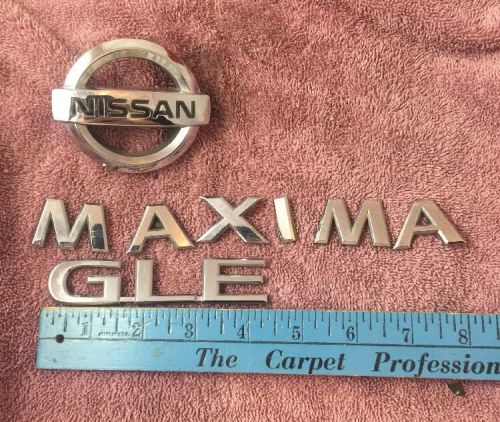 NISSAN
MAXIMA
GLE
1 2 3 4 5 6 7 8
The Carpet Profession